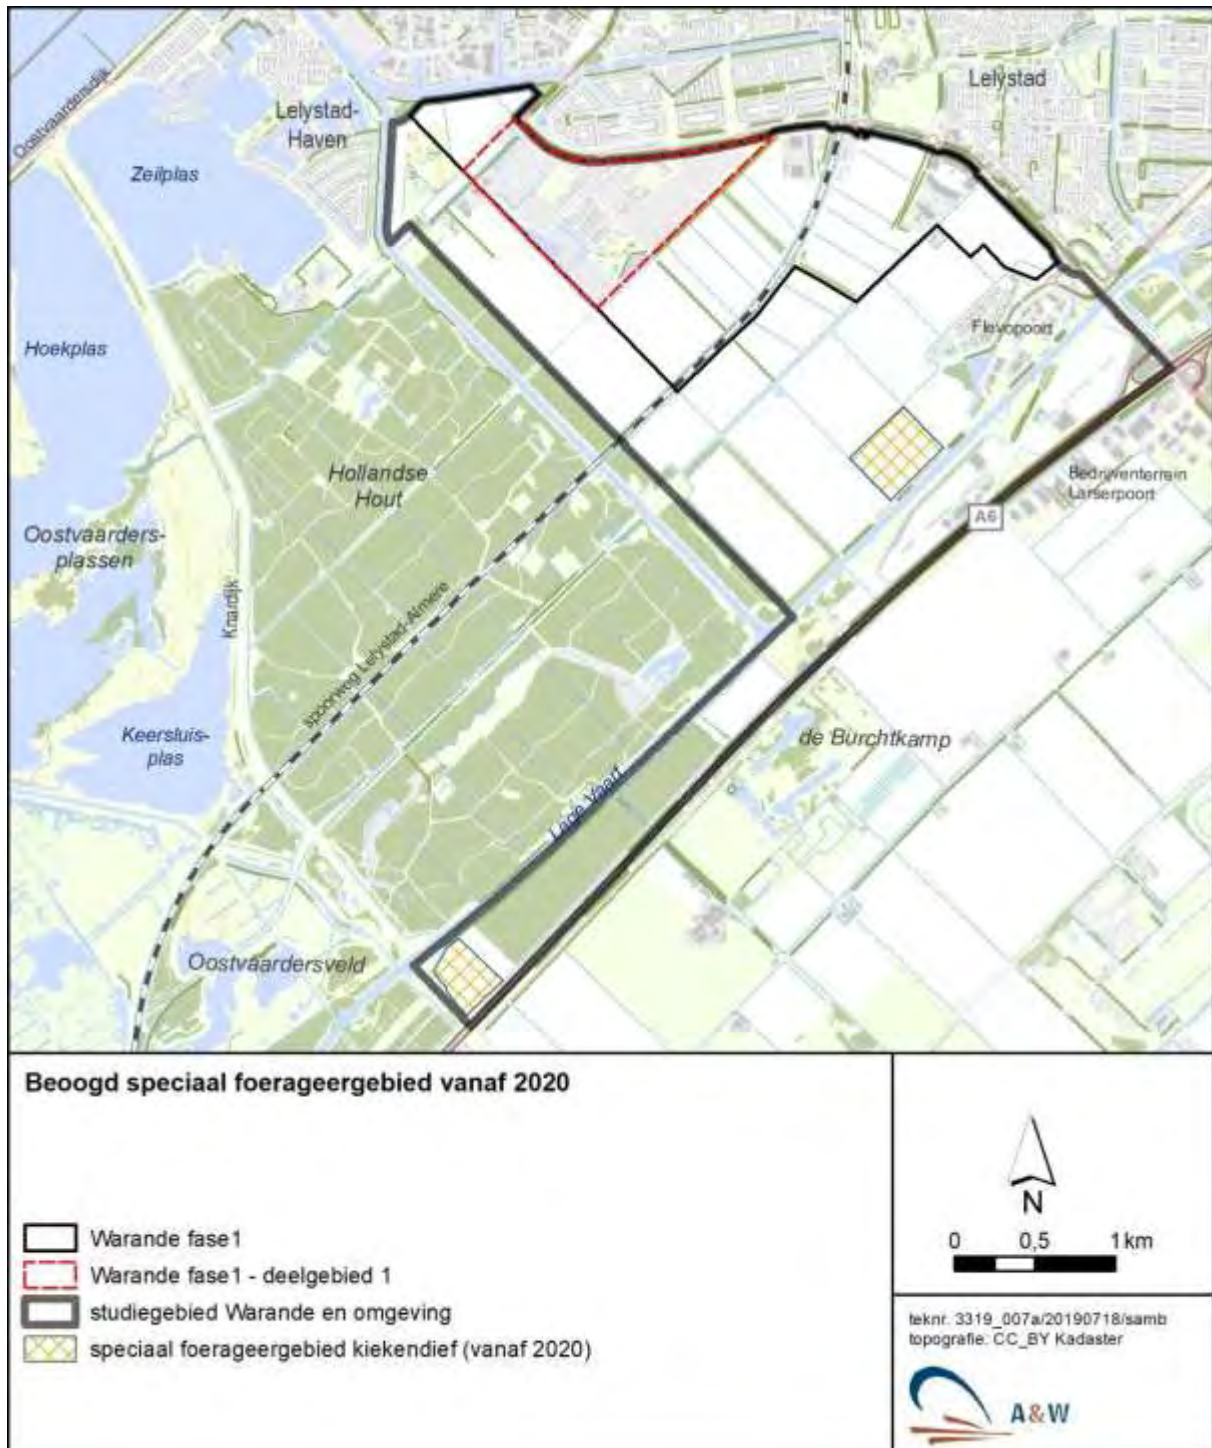 Oostvaardersdijk
Lelystad-
Haven
Lelystad
Zeilplas
Hoekplas
Flevopoort
Hollandse
Hout
Bedrijventerrein
Larserpoort
A6
Oostvaarders-
plassen
Knardijk
spoorweg Lelystad-Almere
Keersluis-
plas
de Burchtkamp
Lage Vaart
Oostvaardersveld
Beoogd speciaal foerageergebied vanaf 2020
Warande fase1
Warande fase1 - deelgebied 1
studiegebied Warande en omgeving
speciaal foerageergebied kiekendief (vanaf 2020)
N
0 0,5 1km
teknr. 3319_007a/20190718/samb
topografie: CC_BY Kadaster
A&W